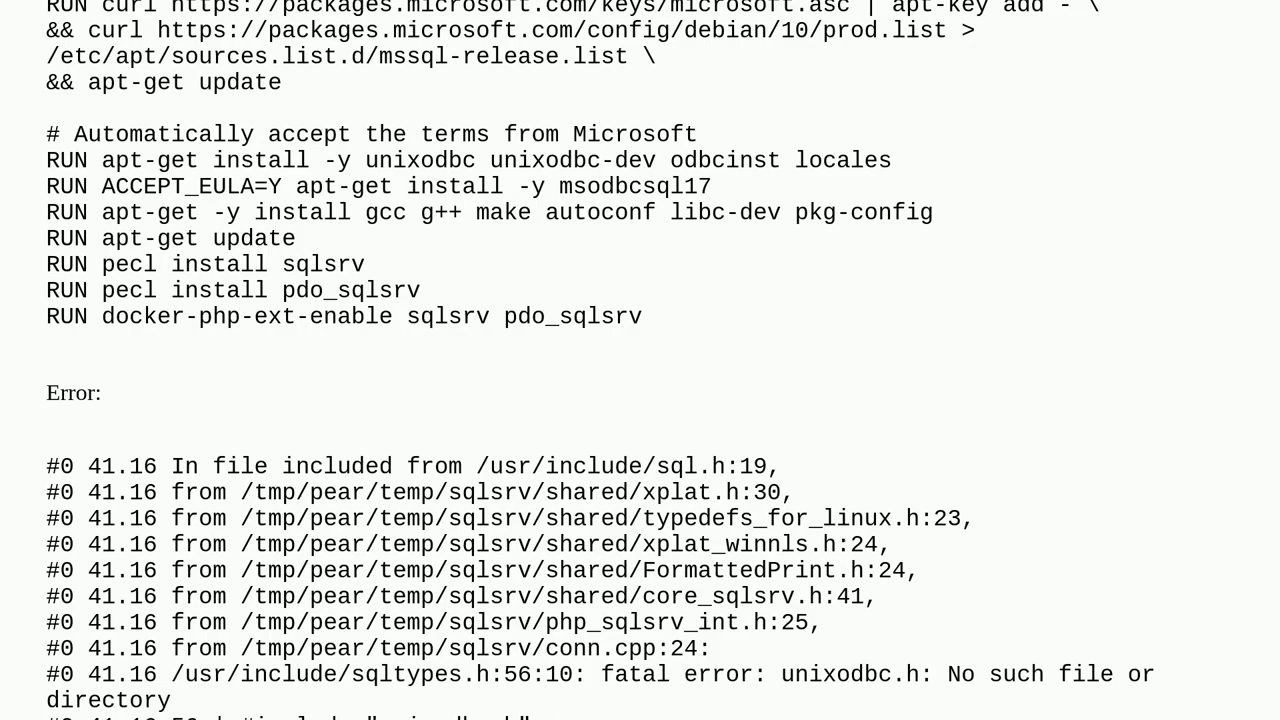 RUN curl https://packages.microsoft.com/keys/microsoft.asc | apt-key add - \
&& curl https://packages.microsoft.com/config/debian/10/prod.list >
/etc/apt/sources.list.d/mssql-release.list \
&& apt-get update
# Automatically accept the terms from Microsoft
RUN apt-get install -y unixodbc unixodbc-dev odbcinst locales
RUN ACCEPT_EULA=Y apt-get install -y msodbcsql17
RUN apt-get -y install gcc g++ make autoconf libc-dev pkg-config
RUN apt-get update
RUN pecl install sqlsrv
RUN pecl install pdo_sqlsrv
RUN docker-php-ext-enable sqlsrv pdo_sqlsrv
Error:
#0 41.16 In file included from /usr/include/sql.h:19,
#0 41.16 from /tmp/pear/temp/sqlsrv/shared/xplat.h:30,
#0 41.16 from /tmp/pear/temp/sqlsrv/shared/typedefs_for_linux.h:23,
#0 41.16 from /tmp/pear/temp/sqlsrv/shared/xplat_winnls.h:24,
#0 41.16 from /tmp/pear/temp/sqlsrv/shared/FormattedPrint.h:24,
#0 41.16 from /tmp/pear/temp/sqlsrv/shared/core_sqlsrv.h:41,
#0 41.16 from /tmp/pear/temp/sqlsrv/php_sqlsrv_int.h:25,
#0 41.16 from /tmp/pear/temp/sqlsrv/conn.cpp:24:
#0 41.16 /usr/include/sqltypes.h:56:10: fatal error: unixodbc.h: No such file or
directory